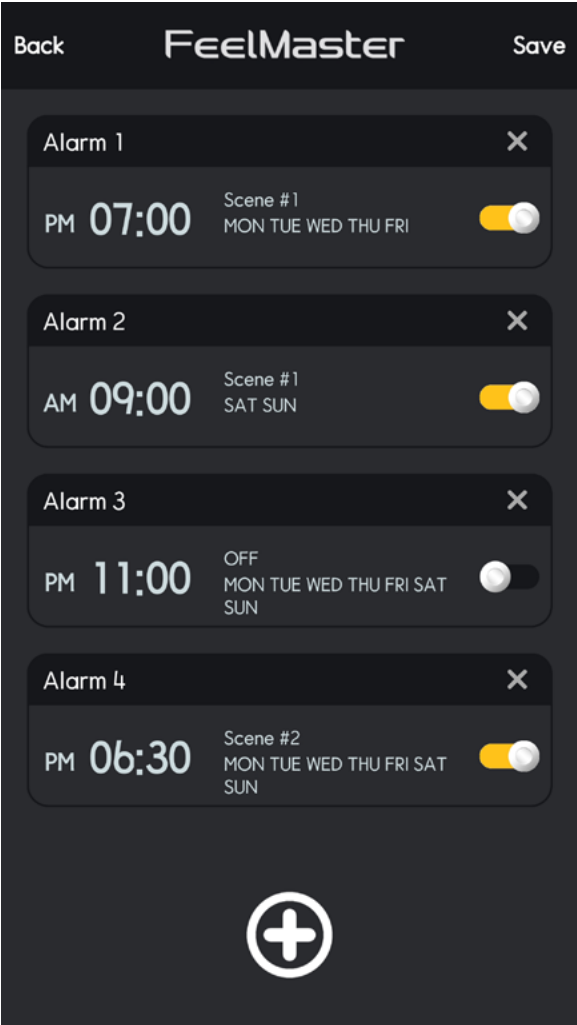 Back FeelMaster Save
Alarm 1
PM 07:00
Scene #1
MON TUE WED THU FRI
Alarm 2
AM 09:00
Scene #1
SAT SUN
Alarm 3
PM 11:00
OFF
MON TUE WED THU FRI SAT
SUN
Alarm 4
PM 06:30
Scene #2
MON TUE WED THU FRI SAT
SUN